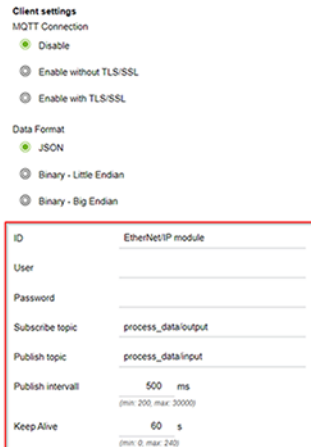 Client settings
MQTT Connection
Disable
Enable without TLS/SSL
Enable with TLS/SSL
Data Format
JSON
Binary - Little Endian
Binary - Big Endian
ID EtherNet/IP module
User
Password
Subscribe topic process_data/output
Publish topic process_data/input
Publish intervall 500 ms
(min: 200, max: 30000)
Keep Alive 60 s
(min: 0, max: 240)